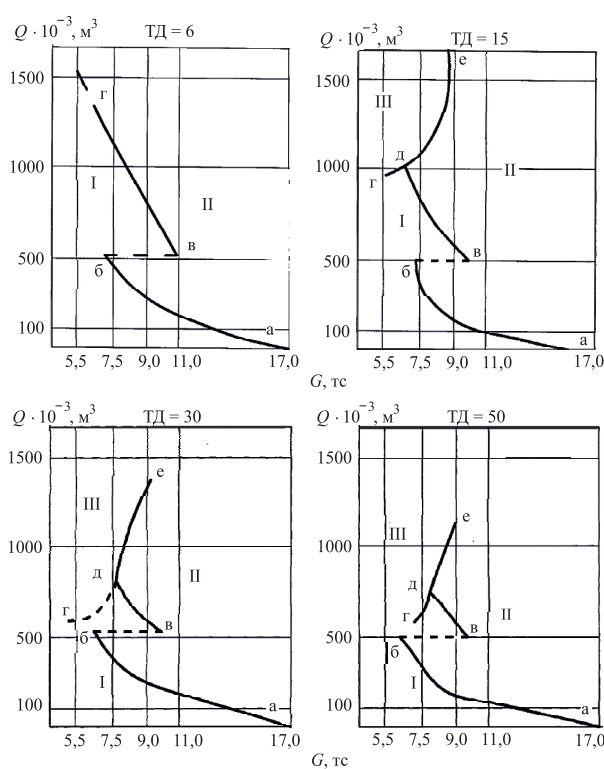 Q · 10⁻³, м³ ТД = 6
1500
г
1000
I
II
500
в
б
100
а
5,5 7,5 9,0 11,0 17,0
G, тс
Q · 10⁻³, м³ ТД = 15
е
1500
III
д
1000
г
II
I
500
в
б
100
а
5,5 7,5 9,0 11,0 17,0
G, тс
Q · 10⁻³, м³ ТД = 30
1500
е
III
1000
д
II
г
в
500
б
I
100
а
5,5 7,5 9,0 11,0 17,0
G, тс
Q · 10⁻³, м³ ТД = 50
1500
е
III
1000
д
г
II
в
500
б
I
100
а
5,5 7,5 9,0 11,0 17,0
G, тс